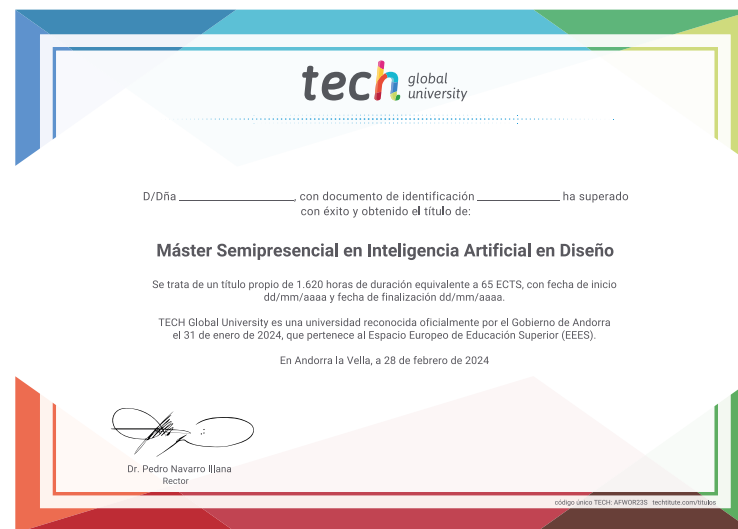 tech global university
D/Dña ____________________, con documento de identificación ______________ ha superado
con éxito y obtenido el título de:
Máster Semipresencial en Inteligencia Artificial en Diseño
Se trata de un título propio de 1.620 horas de duración equivalente a 65 ECTS, con fecha de inicio
dd/mm/aaaa y fecha de finalización dd/mm/aaaa.
TECH Global University es una universidad reconocida oficialmente por el Gobierno de Andorra
el 31 de enero de 2024, que pertenece al Espacio Europeo de Educación Superior (EEES).
En Andorra la Vella, a 28 de febrero de 2024
Dr. Pedro Navarro Illana
Rector
código único TECH: AFWOR23S techtitute.com/titulos